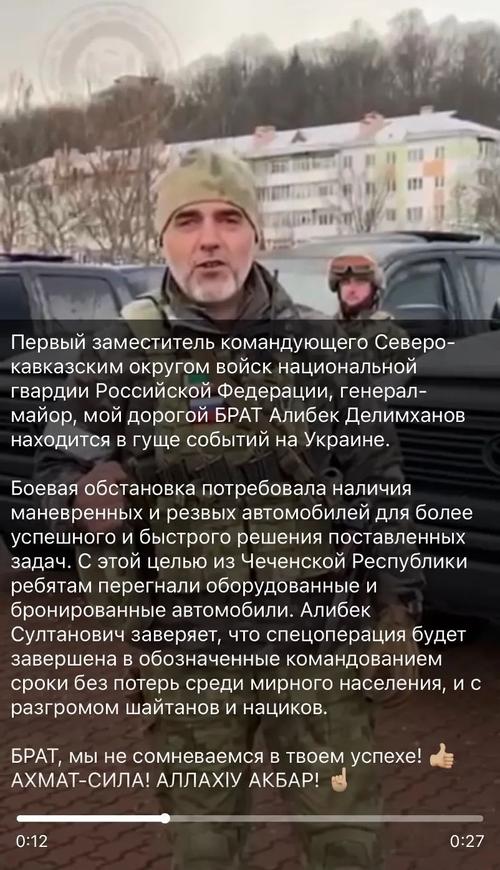 Первый заместитель командующего Северо-
кавказским округом войск национальной
гвардии Российской Федерации, генерал-
майор, мой дорогой БРАТ Алибек Делимханов
находится в гуще событий на Украине.
Боевая обстановка потребовала наличия
маневренных и резвых автомобилей для более
успешного и быстрого решения поставленных
задач. С этой целью из Чеченской Республики
ребятам перегнали оборудованные и
бронированные автомобили. Алибек
Султанович заверяет, что спецоперация будет
завершена в обозначенные командованием
сроки без потерь среди мирного населения, и с
разгромом шайтанов и нациков.
БРАТ, мы не сомневаемся в твоем успехе! 👍🏼
АХМАТ-СИЛА! АЛЛАХӀУ АКБАР! ☝🏼
0:12
0:27